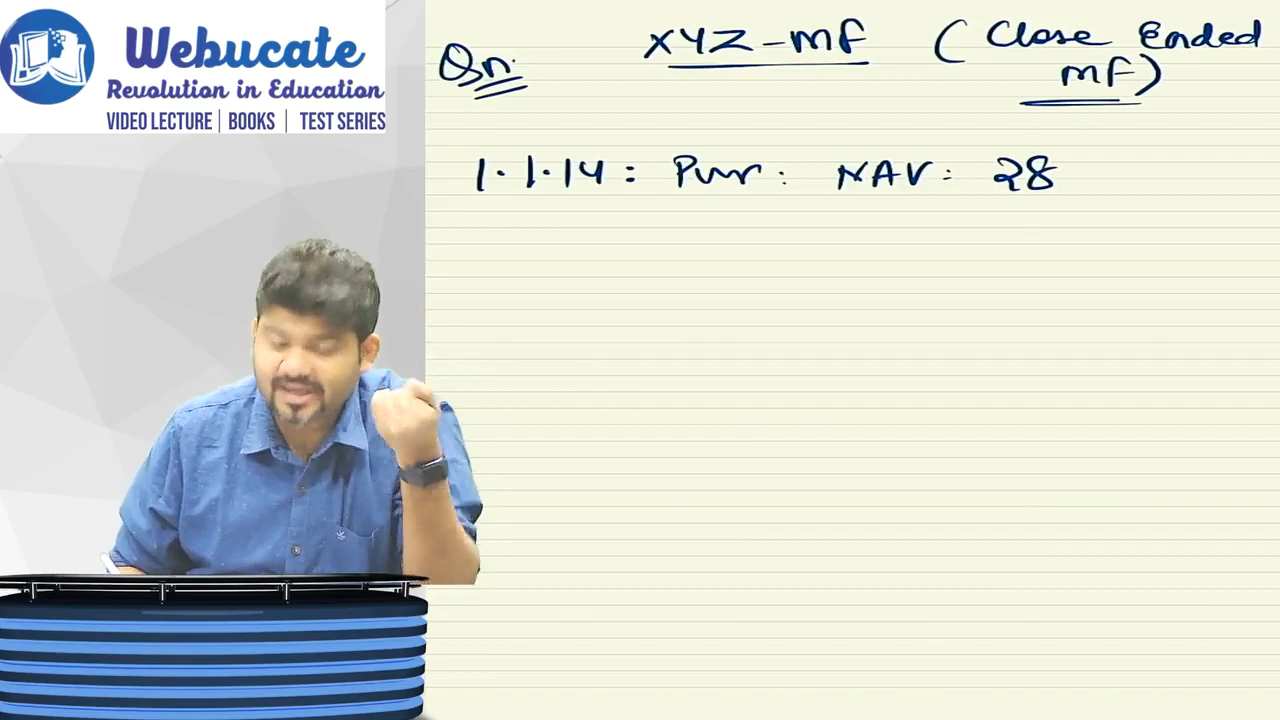 Webucate
Revolution in Education
VIDEO LECTURE | BOOKS | TEST SERIES
Qn. XYZ-MF (Close Ended
MF)
1.1.14: Pur: NAV: 28